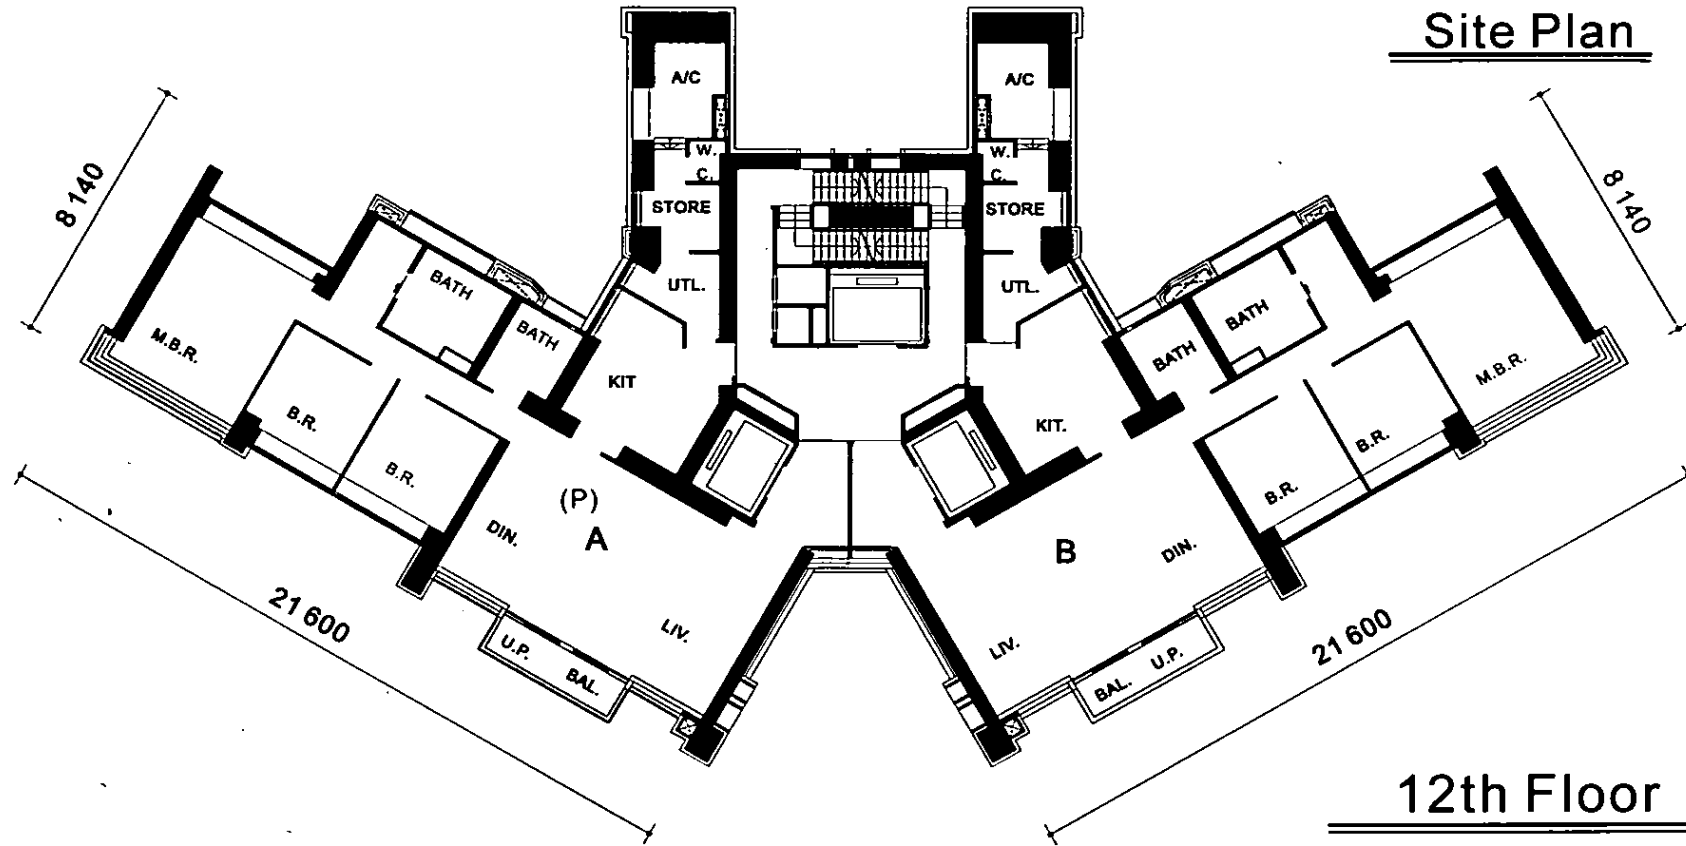 Site Plan
A/C
A/C
8 140
8 140
W.
C.
W.
C.
STORE
STORE
UTL.
UTL.
BATH
BATH
BATH
BATH
M.B.R.
M.B.R.
KIT
KIT.
B.R.
B.R.
B.R.
B.R.
(P)
A
B
DIN.
DIN.
21 600
21 600
LIV.
LIV.
U.P.
BAL.
BAL.
U.P.
12th Floor